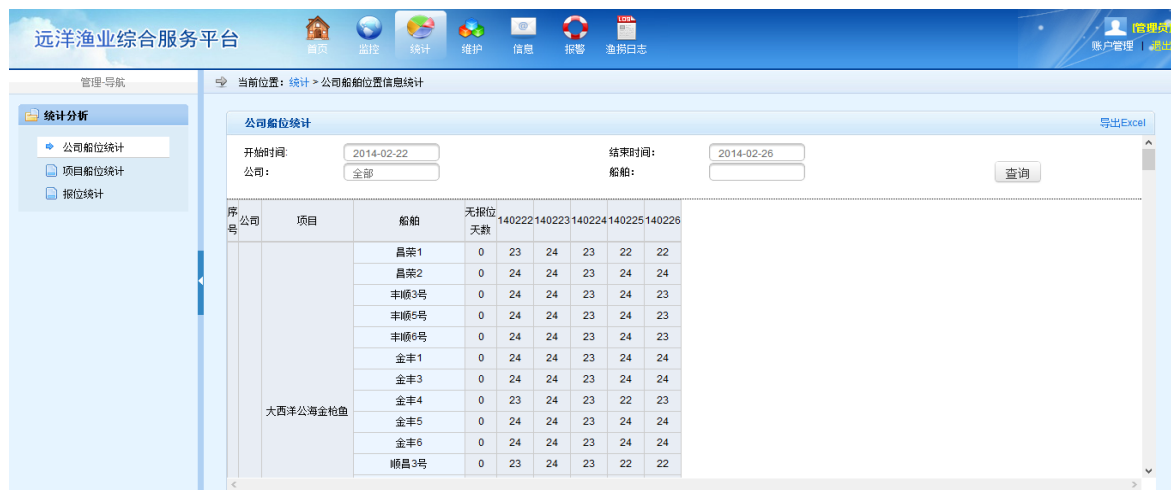 远洋渔业综合服务平台
首页 监控 统计 维护 信息 报警 渔捞日志
[管理员
账户管理 | 退出
管理-导航
当前位置：统计 > 公司船舶位置信息统计
统计分析
公司船位统计
项目船位统计
报位统计
公司船位统计 导出Excel
开始时间: 2014-02-22 结束时间： 2014-02-26
公司： 全部 船舶：
查询
序号 公司 项目 船舶 无报位天数 140222 140223 140224 140225 140226
昌荣1 0 23 24 23 22 22
昌荣2 0 24 24 23 24 24
丰顺3号 0 24 24 23 24 23
丰顺5号 0 24 24 23 24 23
丰顺6号 0 24 24 23 24 23
金丰1 0 24 24 23 24 24
金丰3 0 24 24 23 24 24
金丰4 0 23 24 23 22 23
大西洋公海金枪鱼
金丰5 0 24 24 23 24 24
金丰6 0 24 24 23 24 24
顺昌3号 0 23 24 23 22 22